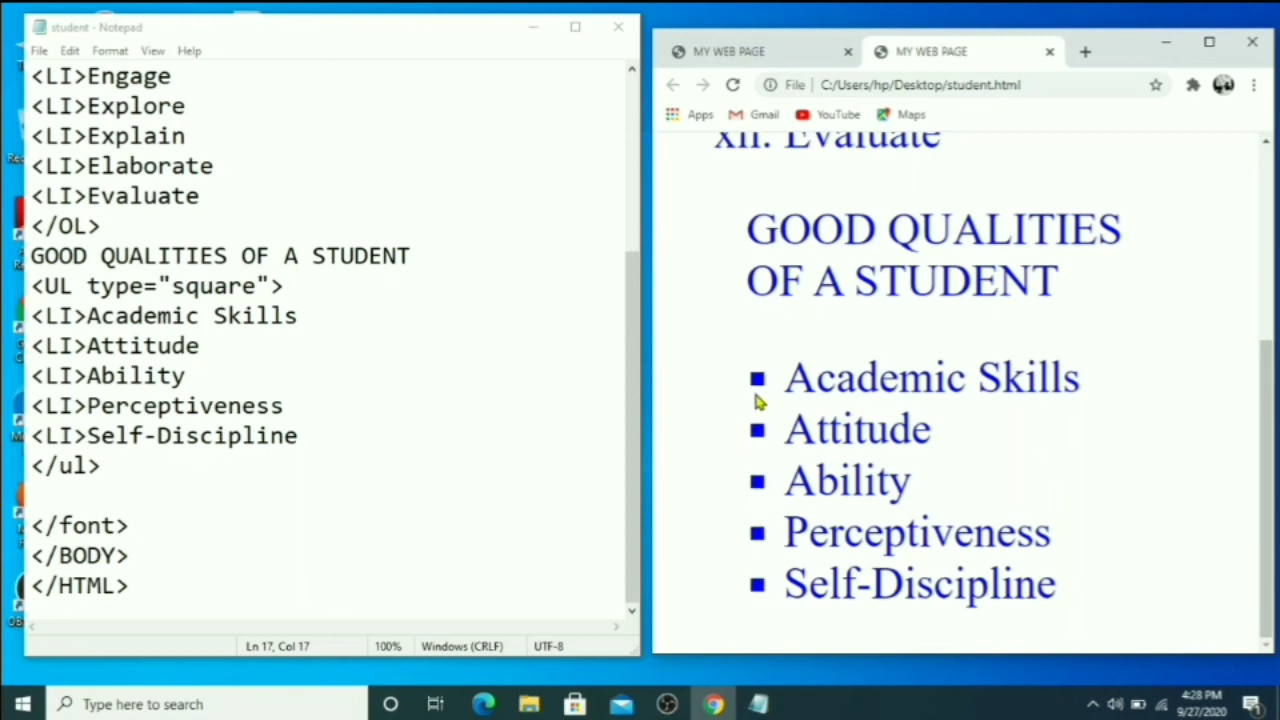 student - Notepad
File Edit Format View Help
<LI>Engage
<LI>Explore
<LI>Explain
<LI>Elaborate
<LI>Evaluate
</OL>
GOOD QUALITIES OF A STUDENT
<UL type="square">
<LI>Academic Skills
<LI>Attitude
<LI>Ability
<LI>Perceptiveness
<LI>Self-Discipline
</ul>
</font>
</BODY>
</HTML>
Ln 17, Col 17 100% Windows (CRLF) UTF-8
MY WEB PAGE MY WEB PAGE
File C:/Users/hp/Desktop/student.html
Apps Gmail YouTube Maps
xii. Evaluate
GOOD QUALITIES
OF A STUDENT
Academic Skills
Attitude
Ability
Perceptiveness
Self-Discipline
Type here to search
4:28 PM
9/27/2020